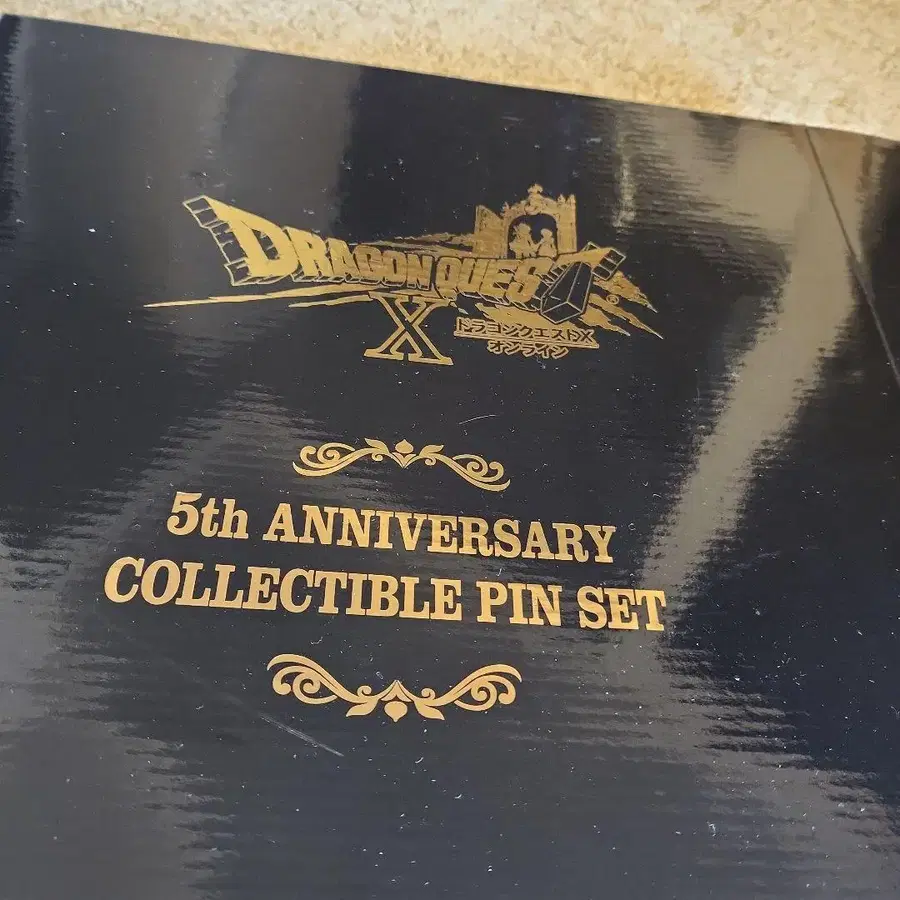 DRAGON QUEST®
X
ドラゴンクエストX
オンライン
5th ANNIVERSARY
COLLECTIBLE PIN SET